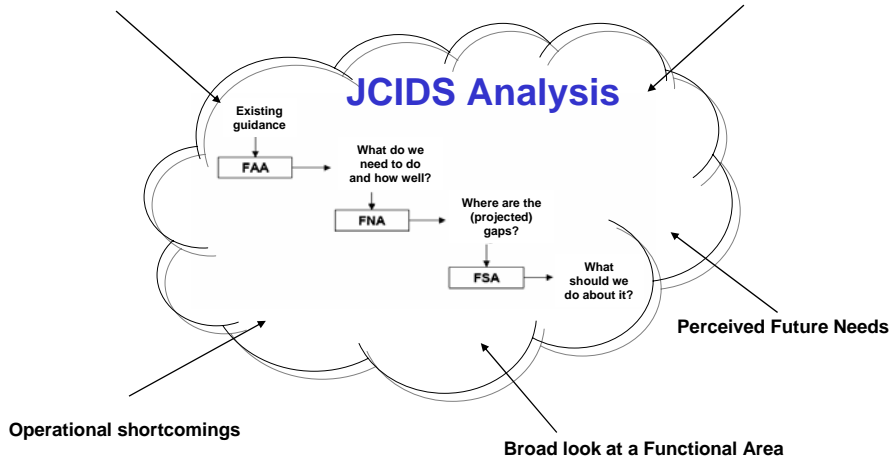 JCIDS Analysis
Existing
guidance
FAA
What do we
need to do
and how well?
FNA
Where are the
(projected)
gaps?
FSA
What
should we
do about it?
Perceived Future Needs
Operational shortcomings
Broad look at a Functional Area